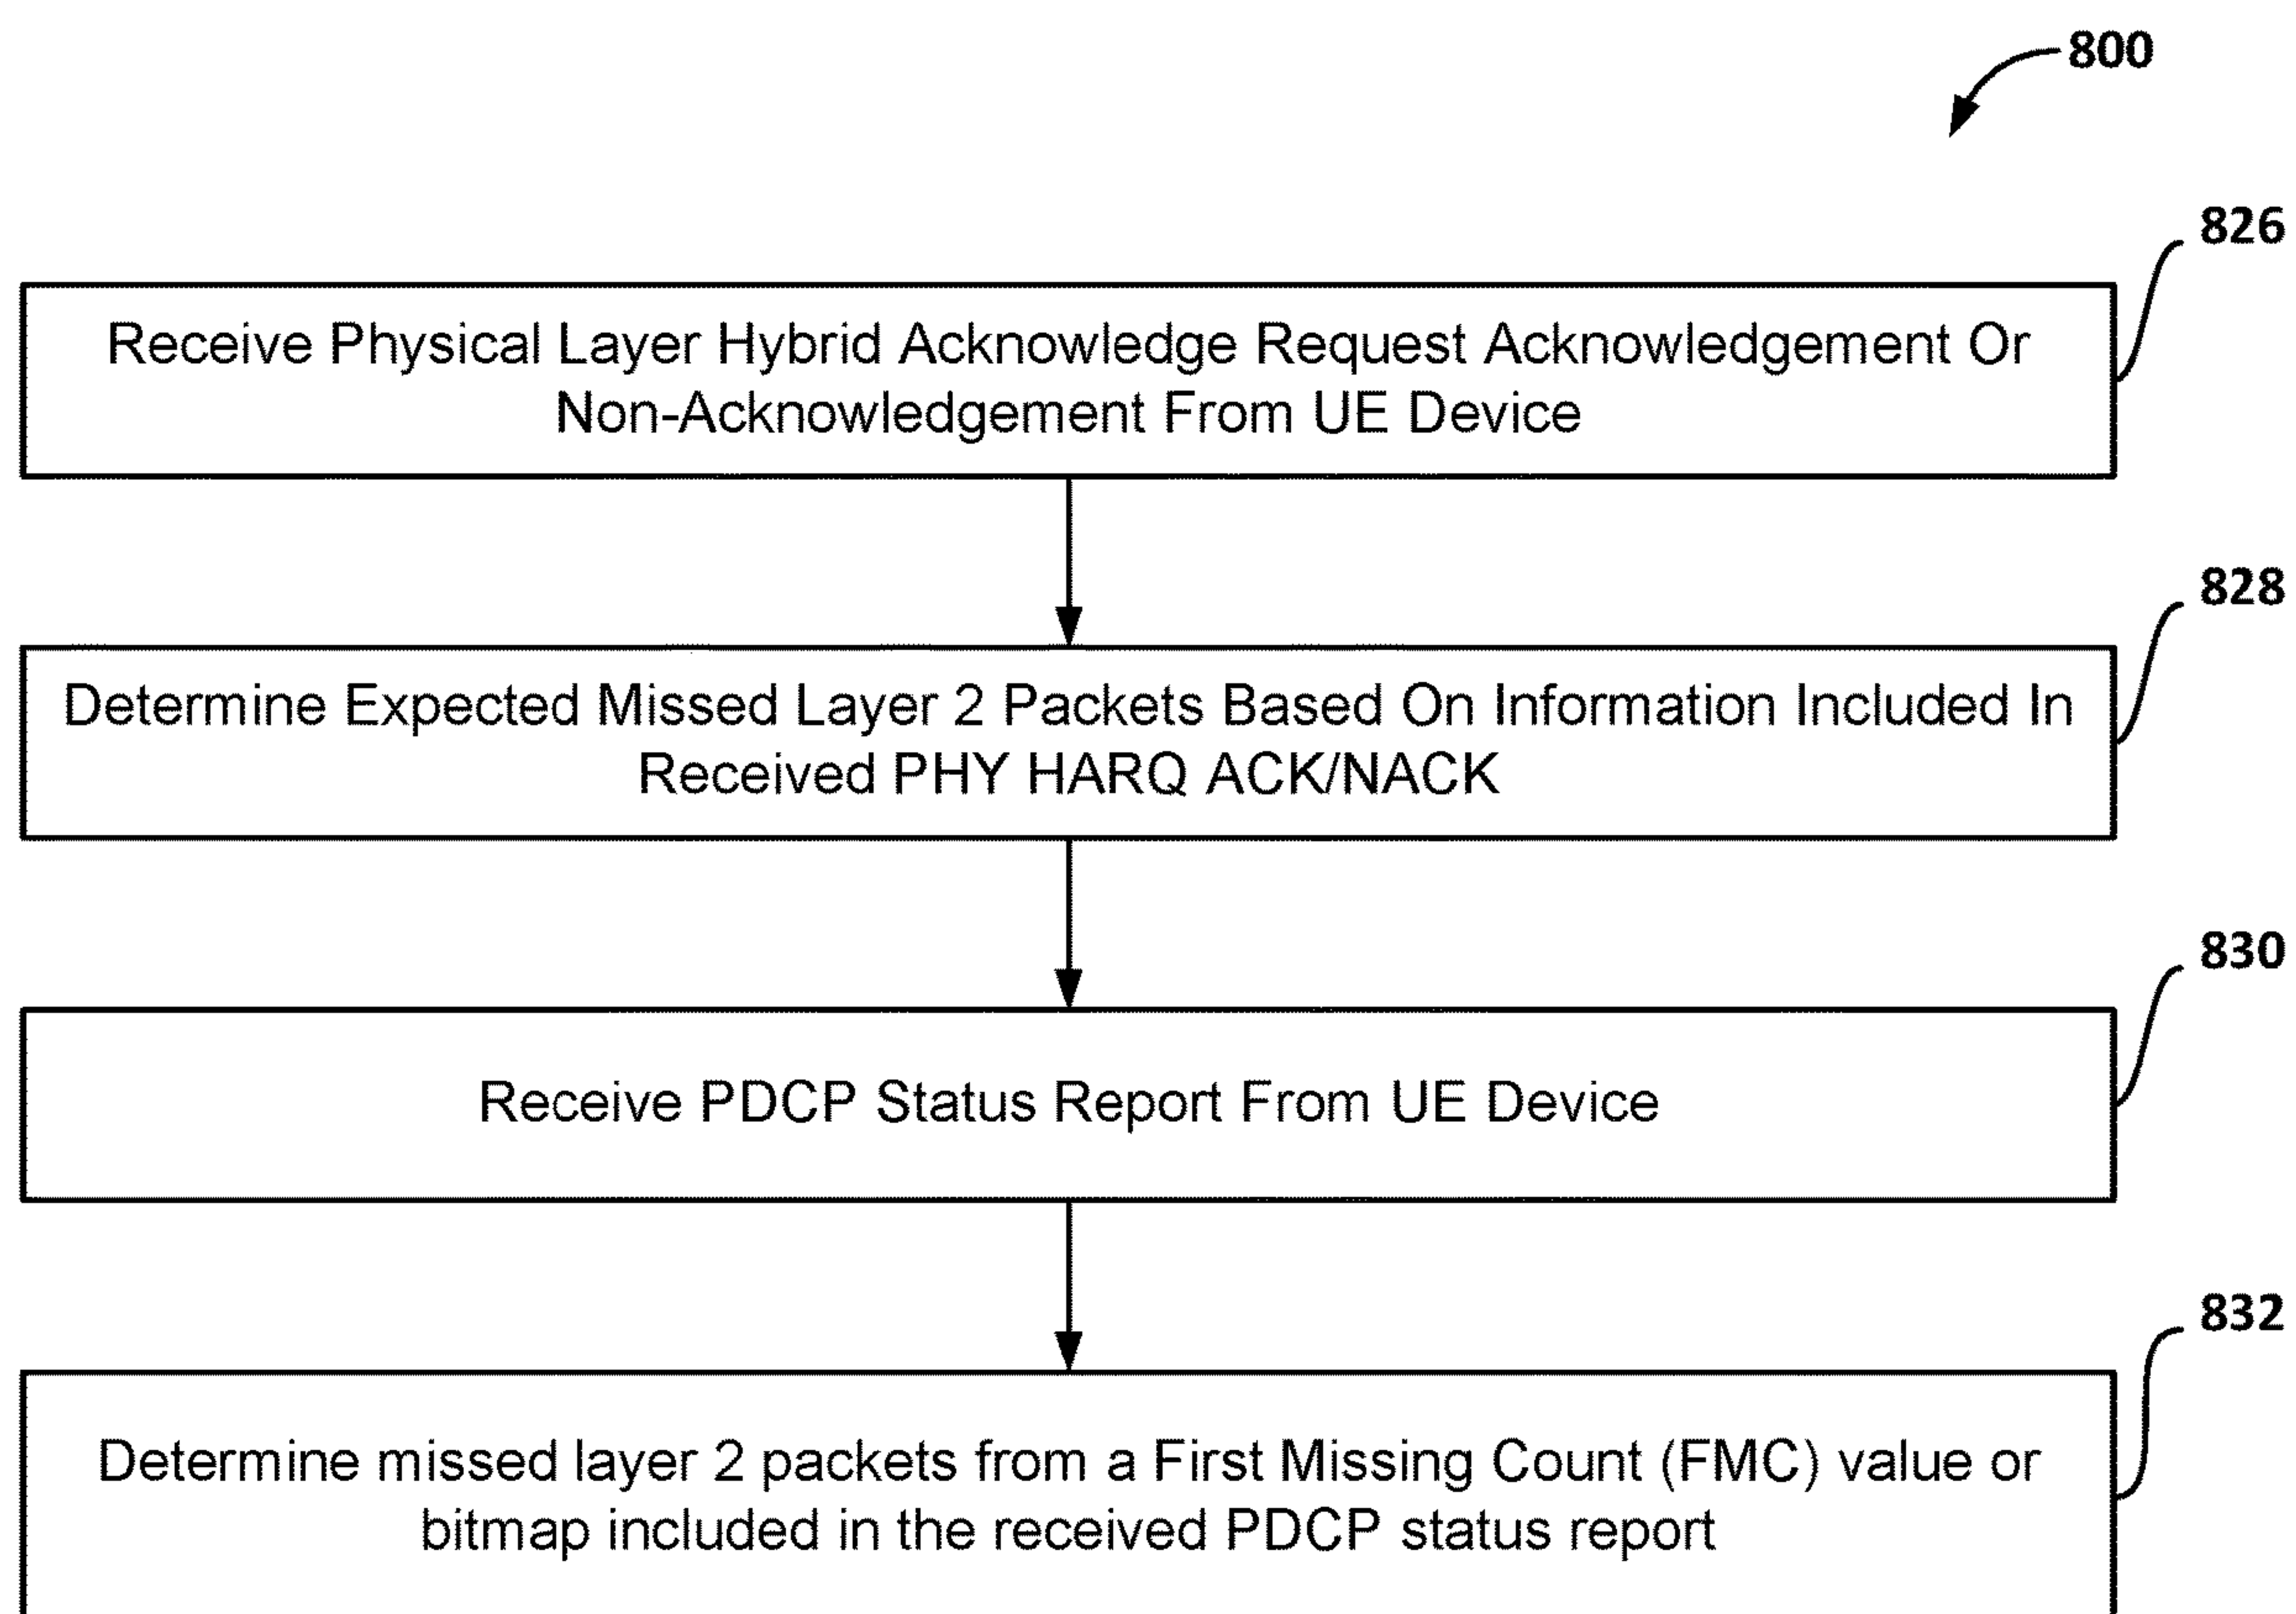 800
826
Receive Physical Layer Hybrid Acknowledge Request Acknowledgement Or
Non-Acknowledgement From UE Device
828
Determine Expected Missed Layer 2 Packets Based On Information Included In
Received PHY HARQ ACK/NACK
830
Receive PDCP Status Report From UE Device
832
Determine missed layer 2 packets from a First Missing Count (FMC) value or
bitmap included in the received PDCP status report